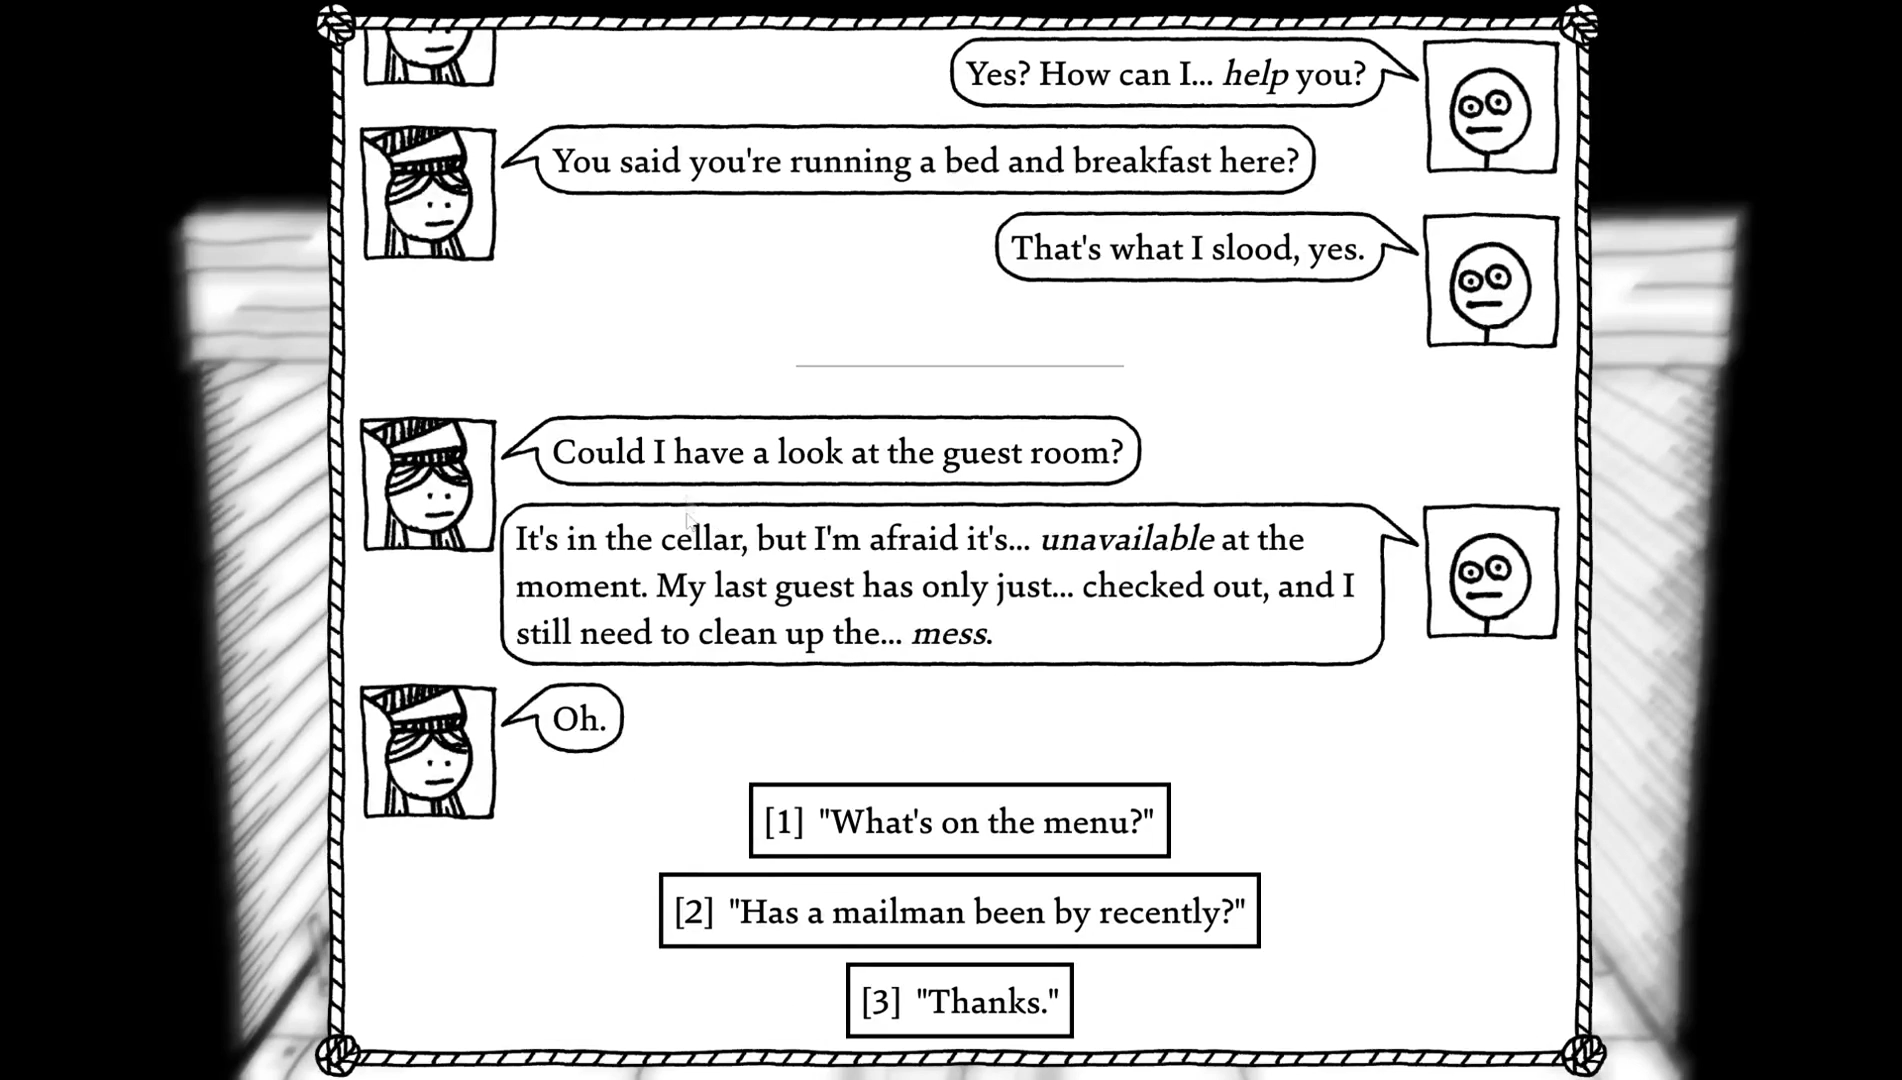 Yes? How can I... help you?
You said you're running a bed and breakfast here?
That's what I slood, yes.
Could I have a look at the guest room?
It's in the cellar, but I'm afraid it's... unavailable at the
moment. My last guest has only just... checked out, and I
still need to clean up the... mess.
Oh.
[1] "What's on the menu?"
[2] "Has a mailman been by recently?"
[3] "Thanks."